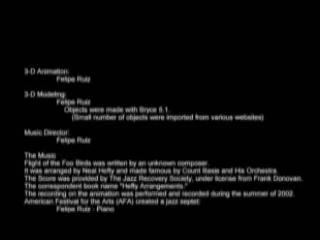 3-D Animation:
Felipe Ruiz
3-D Modeling:
Felipe Ruiz
Objects were made with Bryce 5.1.
(Small number of objects were imported from various websites)
Music Director:
Felipe Ruiz
The Music
Flight of the Foo Birds was written by an unknown composer.
It was arranged by Neal Hefty and made famous by Count Basie and His Orchestra.
The Score was provided by The Jazz Recovery Society, under license from Frank Donovan.
The correspondent book name "Hefty Arrangements."
The recording on the animation was performed and recorded during the summer of 2002.
American Festival for the Arts (AFA) created a jazz septet:
Felipe Ruiz - Piano